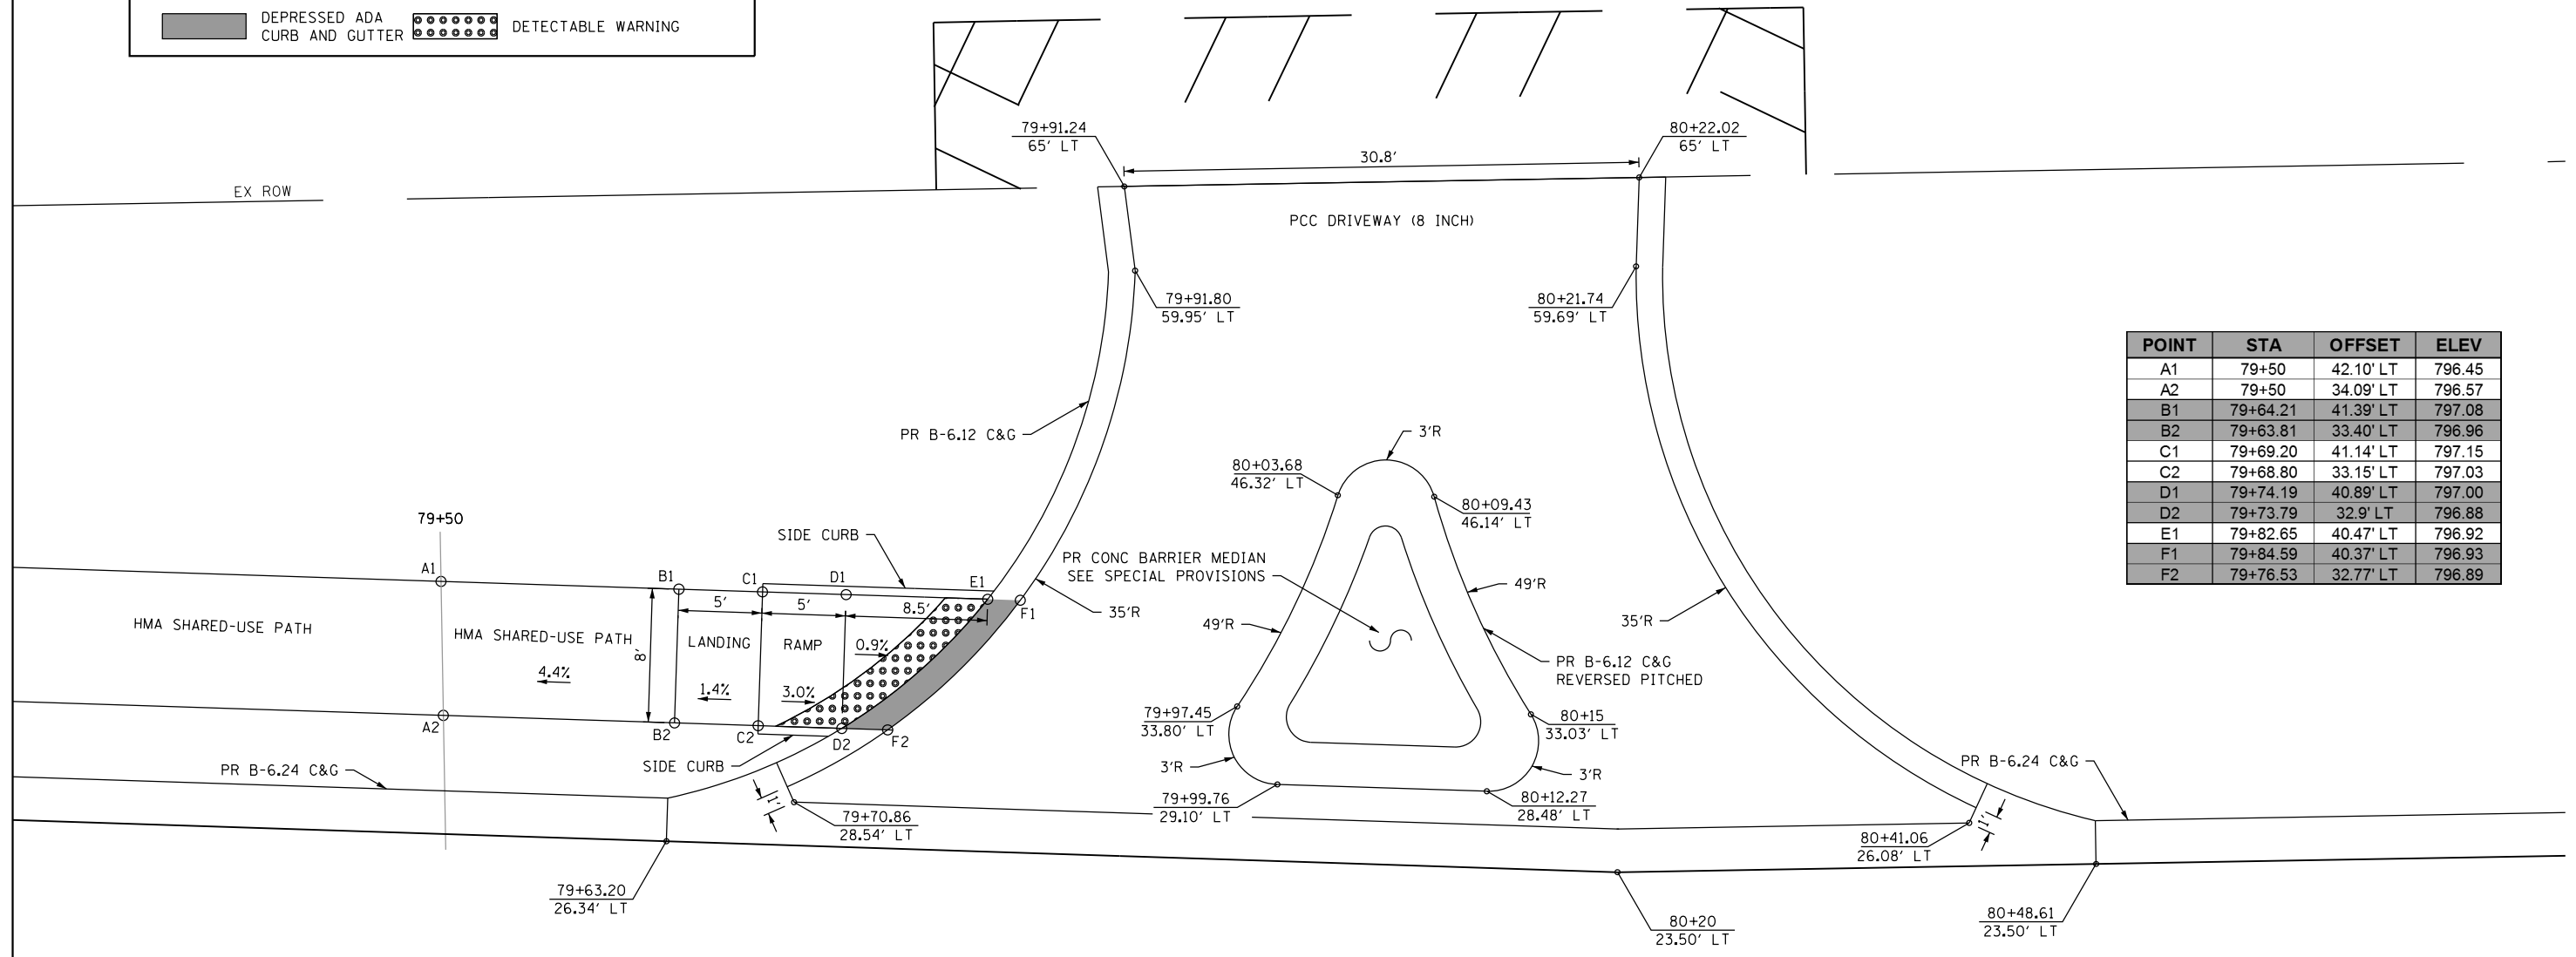 DEPRESSED ADA
CURB AND GUTTER
DETECTABLE WARNING
79+91.24
65' LT
80+22.02
65' LT
30.8'
EX ROW
PCC DRIVEWAY (8 INCH)
79+91.80
59.95' LT
80+21.74
59.69' LT
POINT STA OFFSET ELEV
A1 79+50 42.10' LT 796.45
A2 79+50 34.09' LT 796.57
B1 79+64.21 41.39' LT 797.08
B2 79+63.81 33.40' LT 796.96
C1 79+69.20 41.14' LT 797.15
C2 79+68.80 33.15' LT 797.03
D1 79+74.19 40.89' LT 797.00
D2 79+73.79 32.9' LT 796.88
E1 79+82.65 40.47' LT 796.92
F1 79+84.59 40.37' LT 796.93
F2 79+76.53 32.77' LT 796.89
PR B-6.12 C&G
3'R
80+03.68
46.32' LT
80+09.43
46.14' LT
79+50
SIDE CURB
PR CONC BARRIER MEDIAN
SEE SPECIAL PROVISIONS
A1
B1
C1
D1
E1
F1
5'
5'
8.5'
35'R
49'R
49'R
35'R
HMA SHARED-USE PATH
HMA SHARED-USE PATH
8'
LANDING
RAMP
0.9%
4.4%
1.4%
3.0%
PR B-6.12 C&G
REVERSED PITCHED
A2
B2
C2
D2
F2
79+97.45
33.80' LT
80+15
33.03' LT
SIDE CURB
PR B-6.24 C&G
3'R
3'R
PR B-6.24 C&G
1'
79+70.86
28.54' LT
79+99.76
29.10' LT
80+12.27
28.48' LT
80+41.06
26.08' LT
1'
79+63.20
26.34' LT
80+20
23.50' LT
80+48.61
23.50' LT